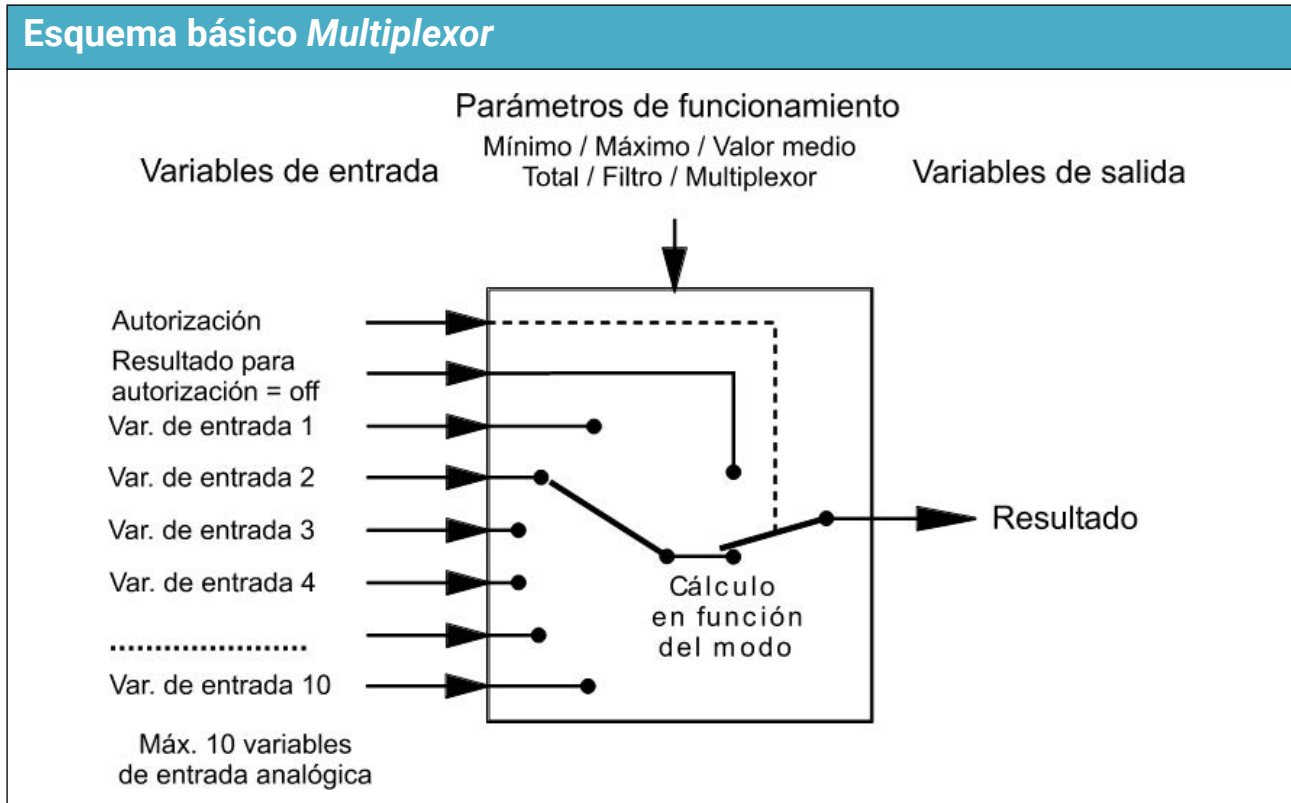 Esquema básico Multiplexor
Parámetros de funcionamiento
Mínimo / Máximo / Valor medio
Total / Filtro / Multiplexor
Variables de entrada
Variables de salida
Autorización
Resultado para
autorización = off
Var. de entrada 1
Var. de entrada 2
Var. de entrada 3
Var. de entrada 4
Var. de entrada 10
Máx. 10 variables
de entrada analógica
Cálculo
en función
del modo
Resultado